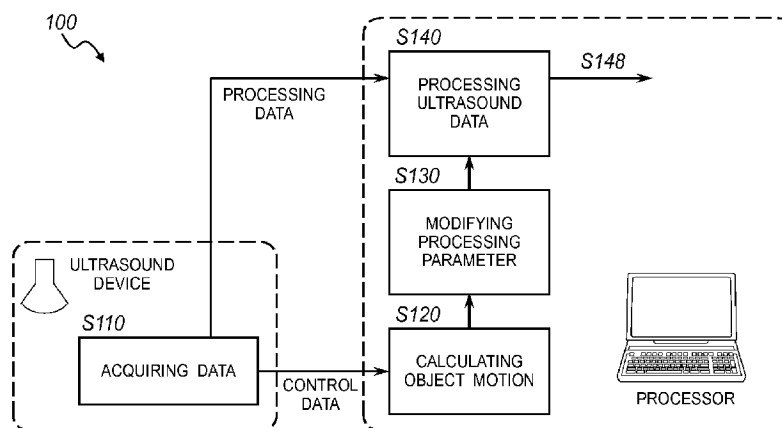 100
S140
S148
PROCESSING
DATA
PROCESSING
ULTRASOUND
DATA
S130
MODIFYING
PROCESSING
PARAMETER
ULTRASOUND
DEVICE
S110
ACQUIRING DATA
CONTROL
DATA
S120
CALCULATING
OBJECT MOTION
PROCESSOR